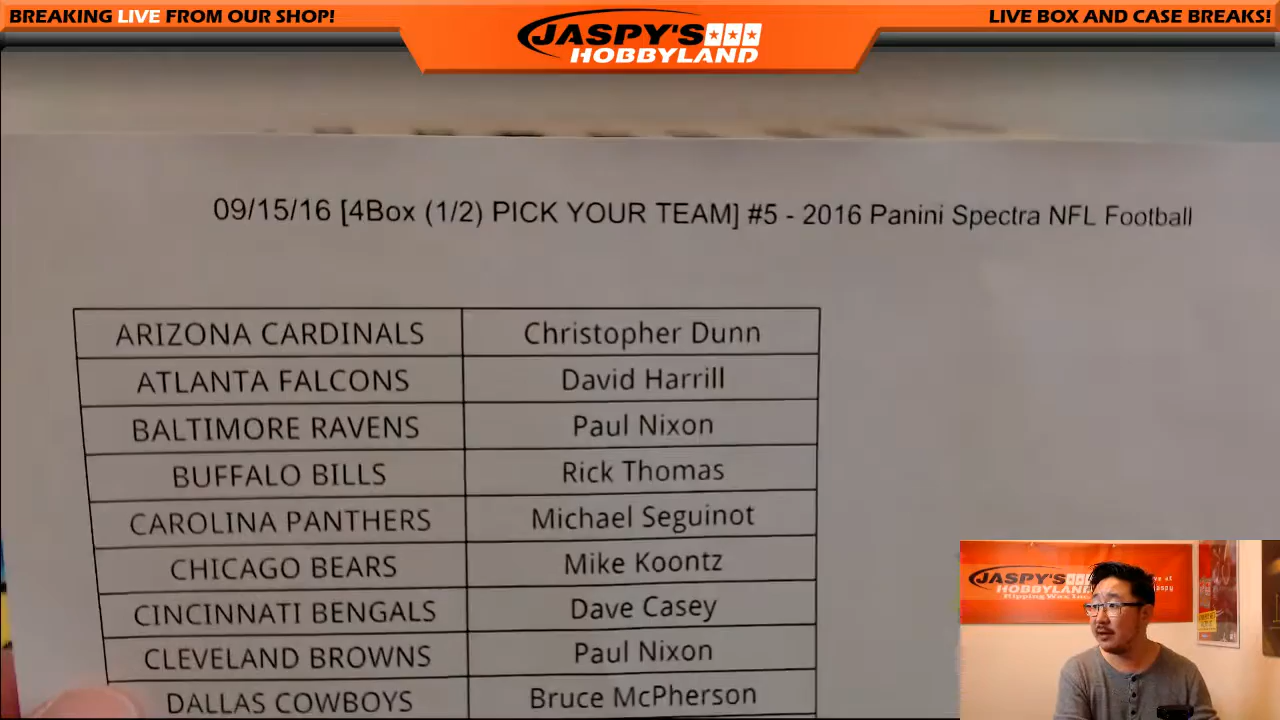 BREAKING LIVE FROM OUR SHOP!
JASPY'S
HOBBYLAND
LIVE BOX AND CASE BREAKS!
09/15/16 [4Box (1/2) PICK YOUR TEAM] #5 - 2016 Panini Spectra NFL Football
ARIZONA CARDINALS Christopher Dunn
ATLANTA FALCONS David Harrill
BALTIMORE RAVENS Paul Nixon
BUFFALO BILLS Rick Thomas
CAROLINA PANTHERS Michael Seguinot
CHICAGO BEARS Mike Koontz
CINCINNATI BENGALS Dave Casey
CLEVELAND BROWNS Paul Nixon
DALLAS COWBOYS Bruce McPherson
JASPY'S
HOBBYLAND
Ripping Wax